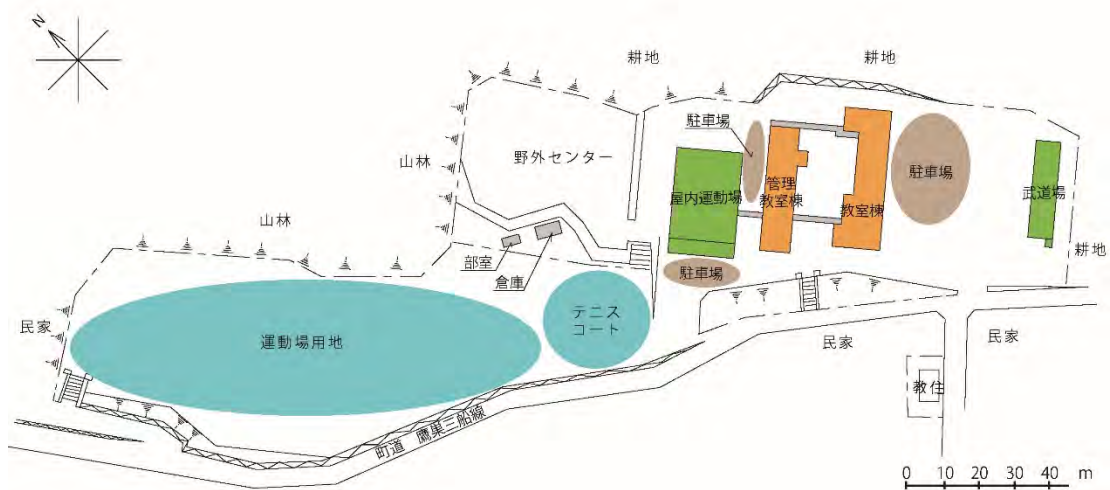 N
耕地
耕地
駐車場
山林
野外センター
屋内運動場
管理
教室棟
教室棟
駐車場
武道場
山林
部室
倉庫
駐車場
耕地
民家
運動場用地
テニス
コート
民家
民家
教住
町道 鷹巣三船線
0 10 20 30 40 m